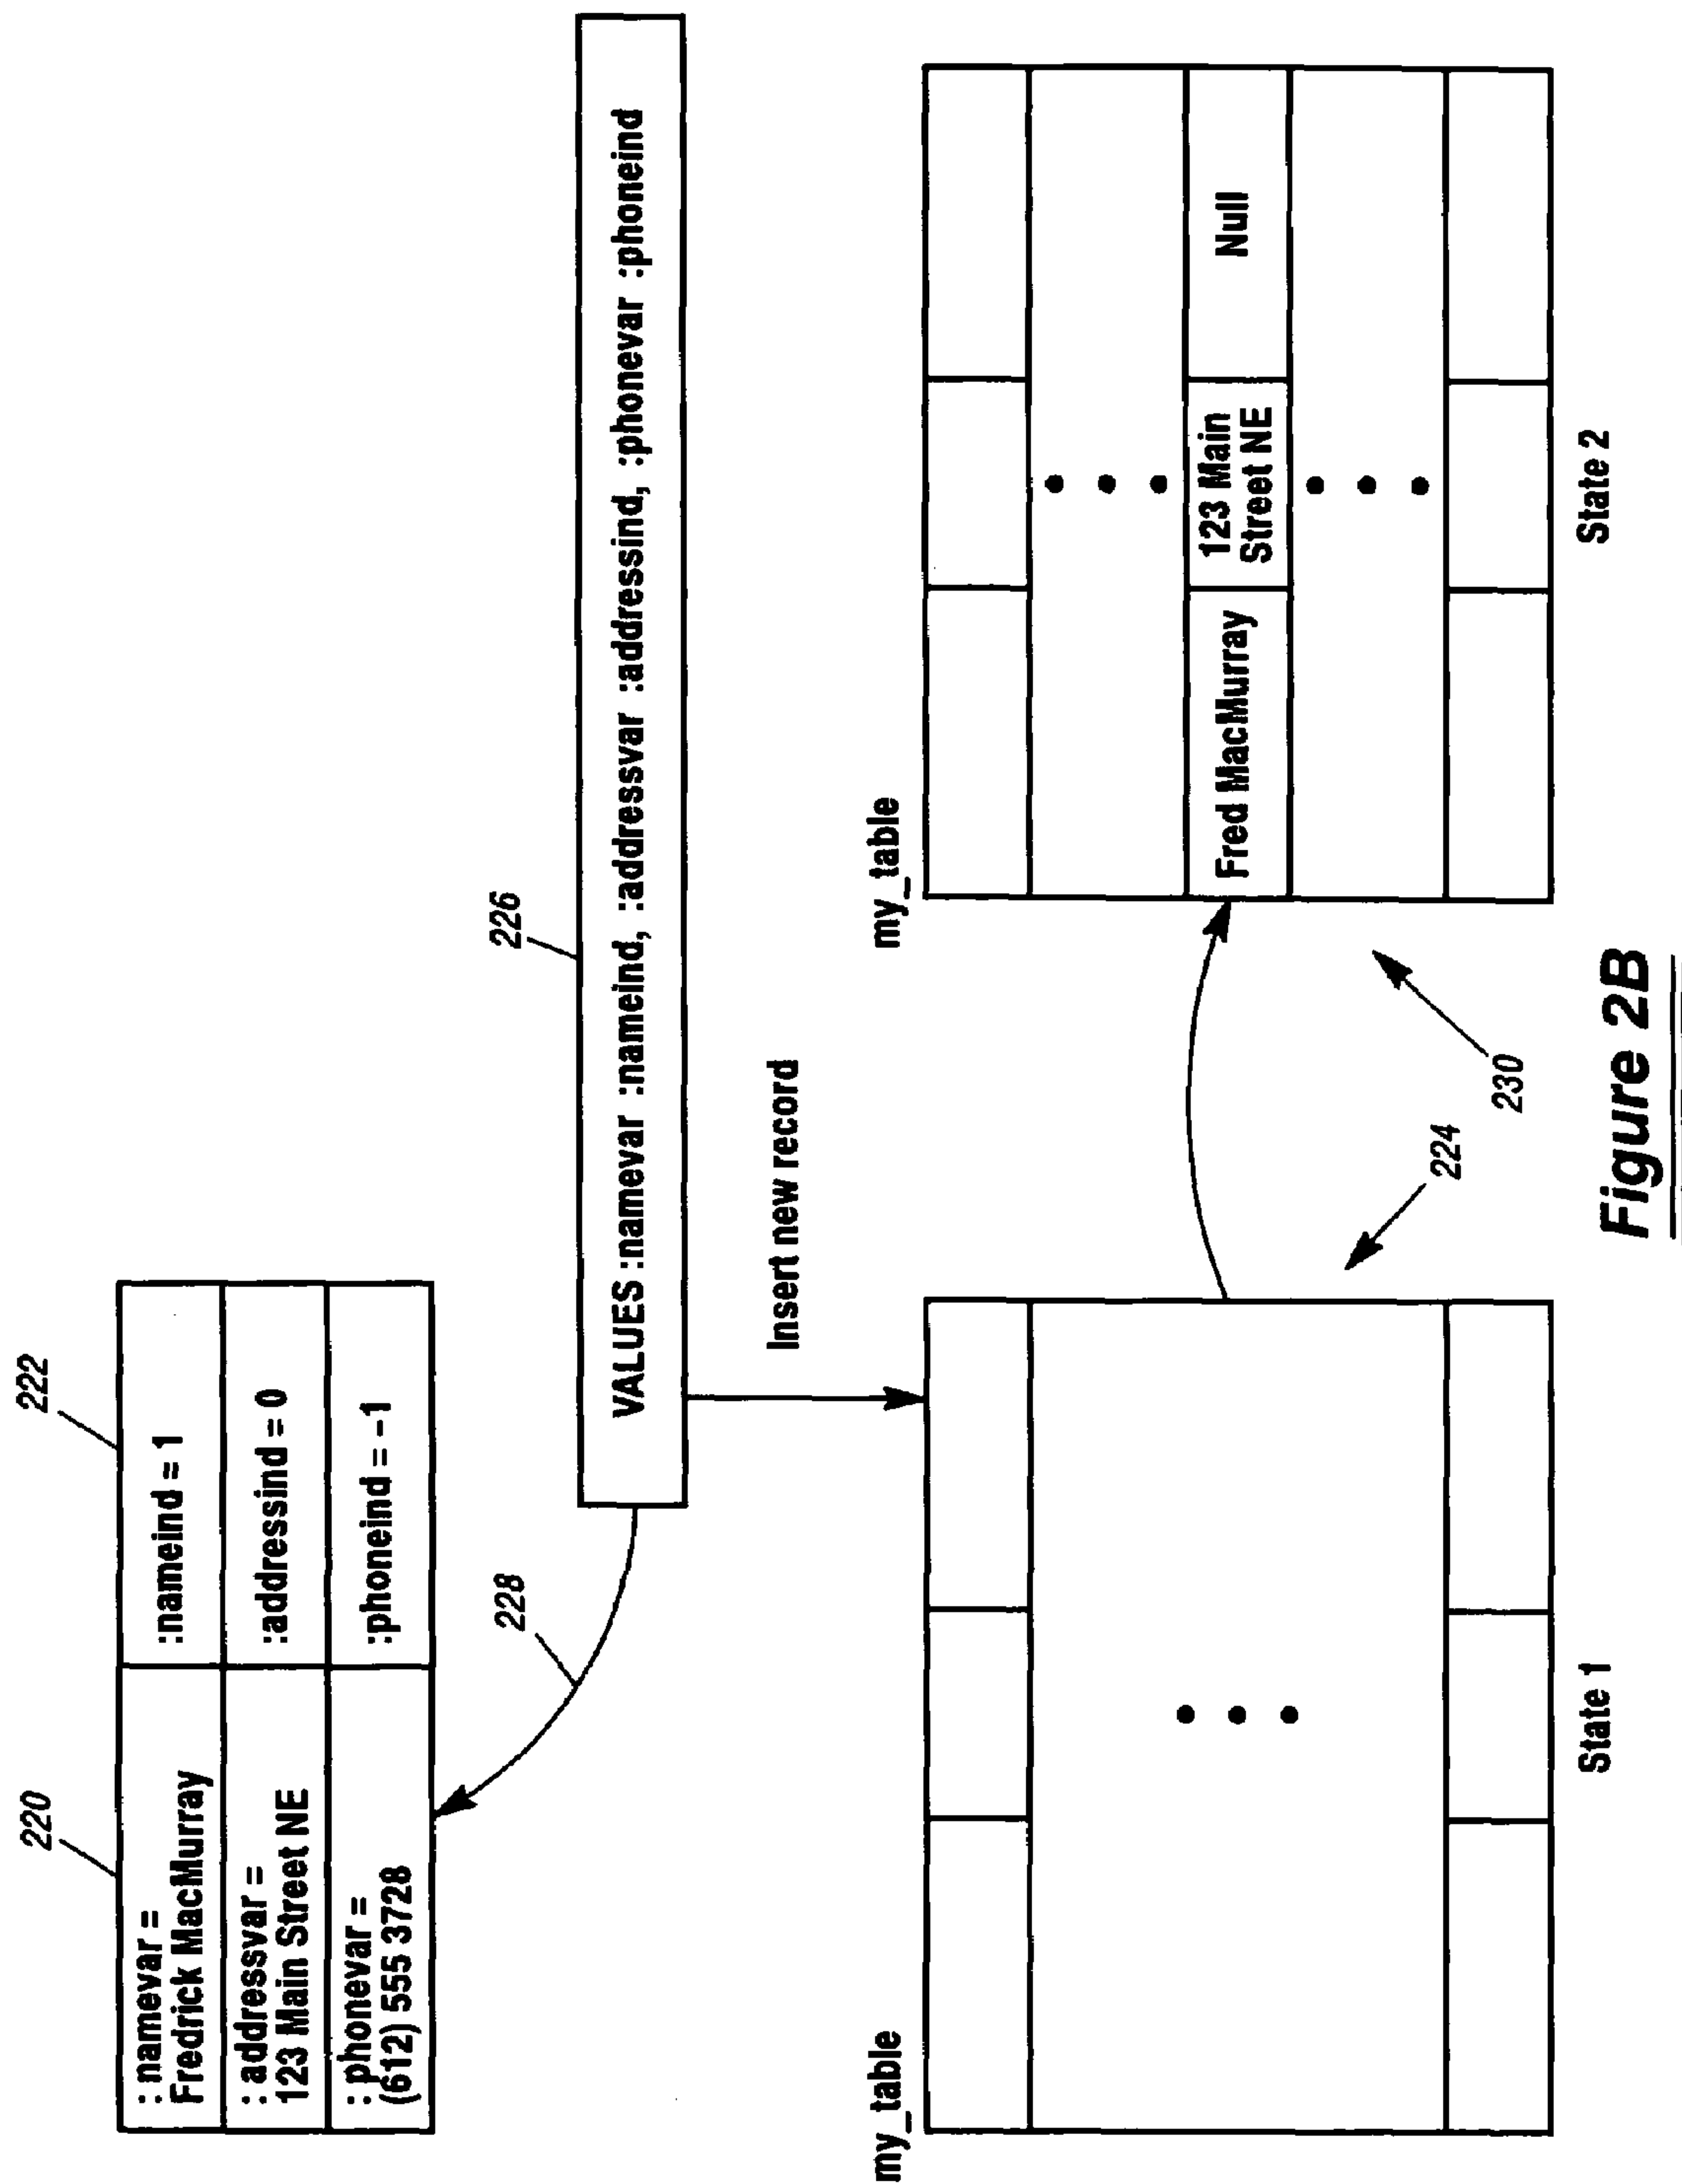 220
222
::namevar =
Fredrick MacMurray
:nameind = 1
::addressvar =
123 Main Street NE
:addressind = 0
::phonevar =
(612) 555 3728
:phoneind = -1
228
226
VALUES :namevar :nameind, :addressvar :addressind, :phonevar :phoneind
Insert new record
my_table
State 1
224
my_table
Fred MacMurray
123 Main
Street NE
Null
State 2
230
Figure 2B